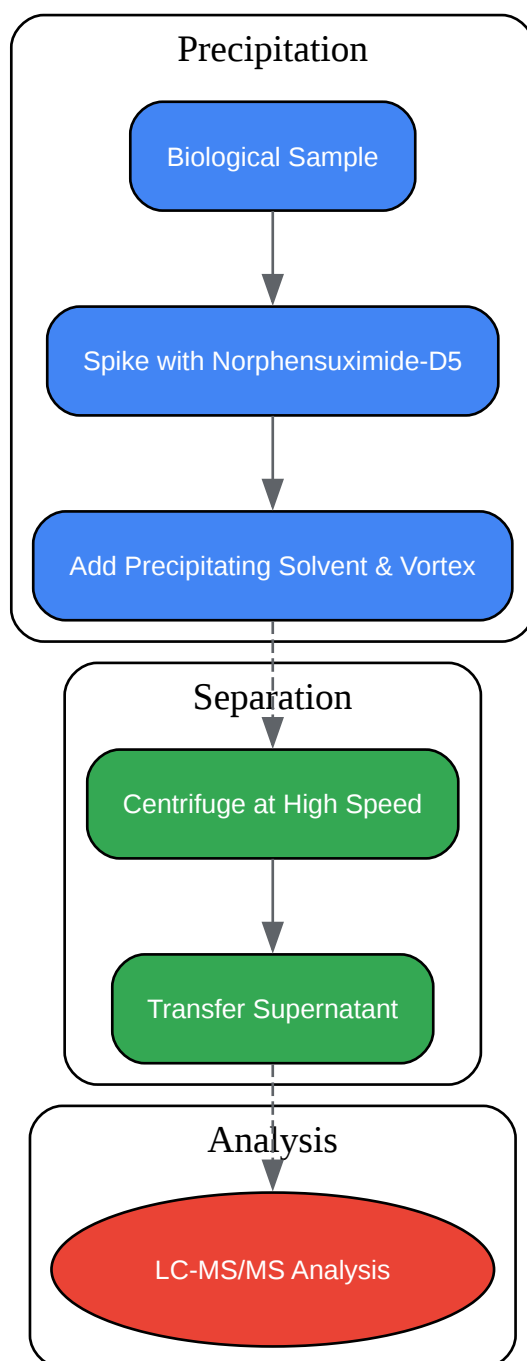 Precipitation
Biological Sample
Spike with Norphensuximide-D5
Add Precipitating Solvent & Vortex
Separation
Centrifuge at High Speed
Transfer Supernatant
Analysis
LC-MS/MS Analysis